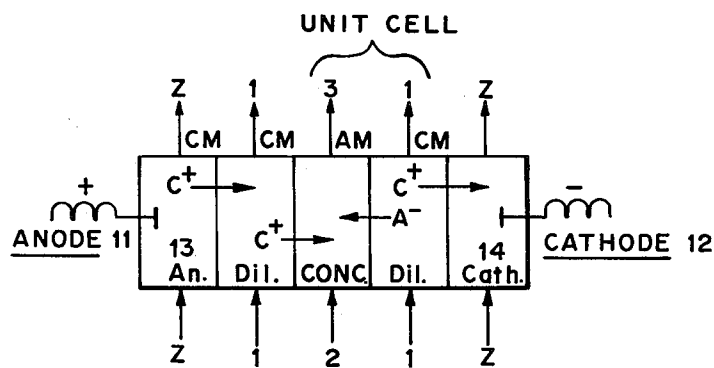 UNIT CELL
Z 1 3 1 Z
CM CM AM CM
+ C+ C+ −
C+ A−
ANODE 11 13 14 CATHODE 12
An. Dil. CONC. Dil. Cath.
Z 1 2 1 Z